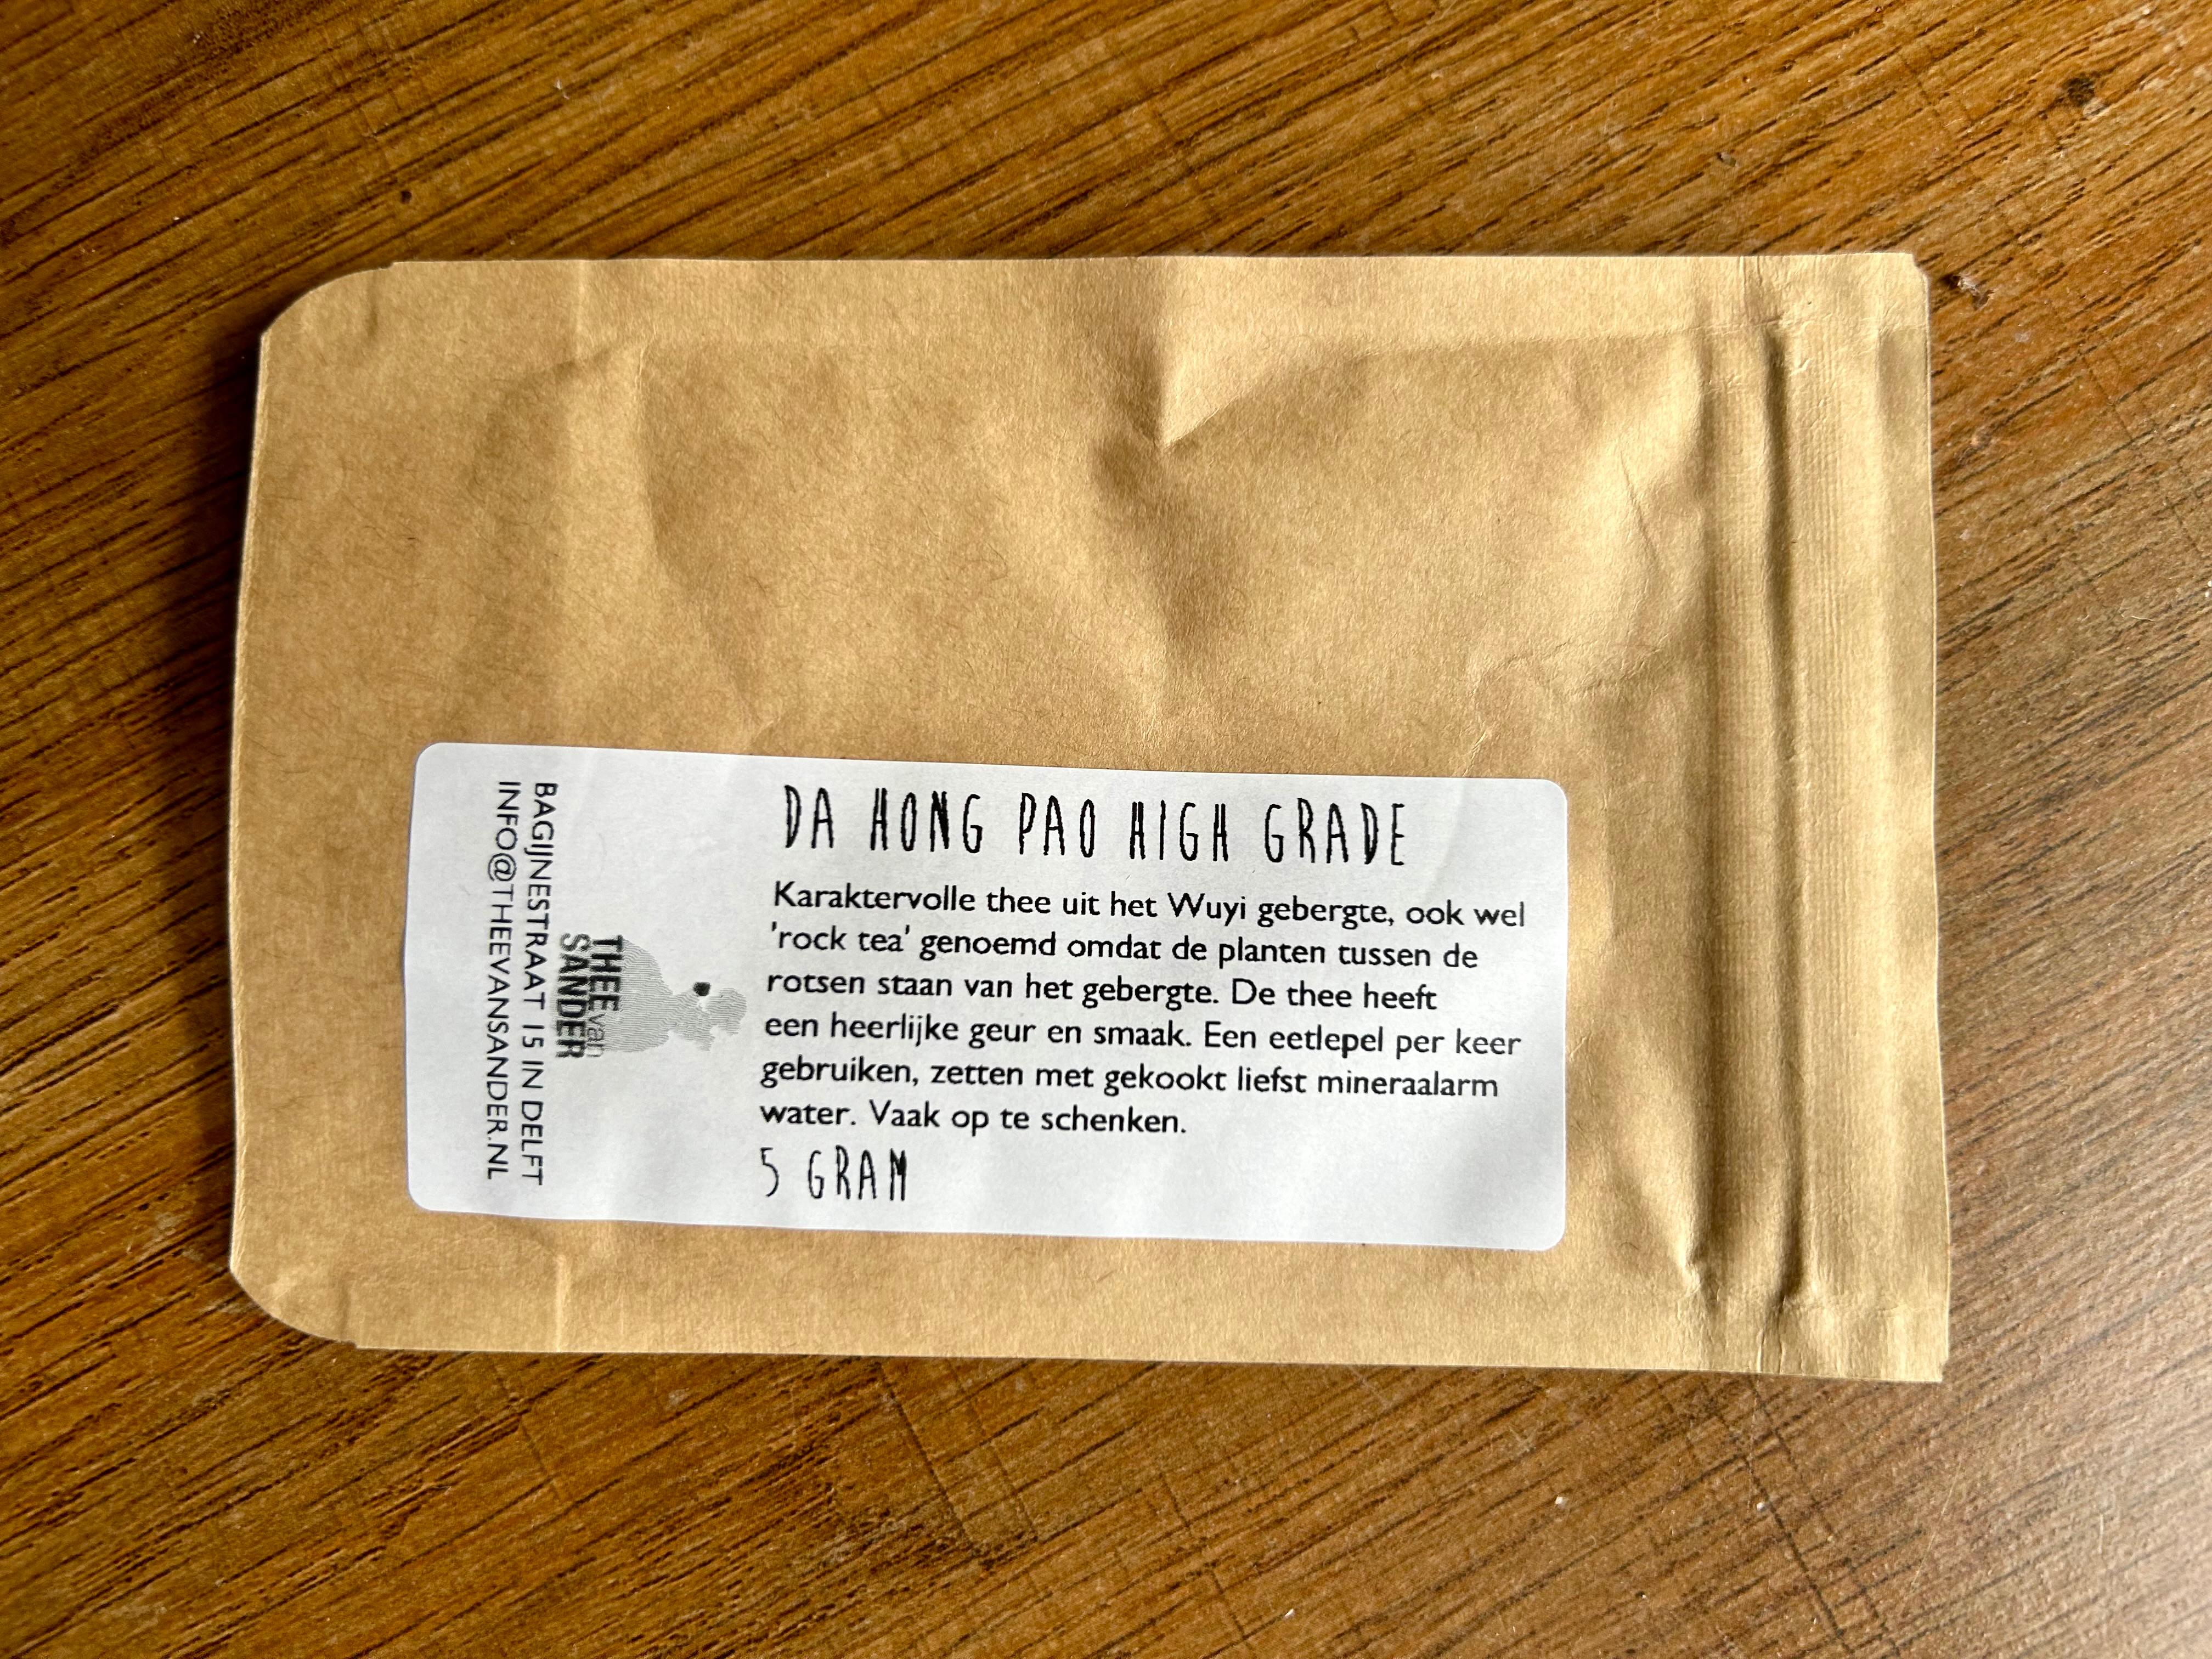 DA HONG PAO HIGH GRADE
Karaktervolle thee uit het Wuyi gebergte, ook wel
'rock tea' genoemd omdat de planten tussen de
rotsen staan van het gebergte. De thee heeft
een heerlijke geur en smaak. Een eetlepel per keer
gebruiken, zetten met gekookt liefst mineraalarm
water. Vaak op te schenken.
5 GRAM
THEE van
SANDER
BAGIJNESTRAAT 15 IN DELFT
INFO@THEEVANSANDER.NL